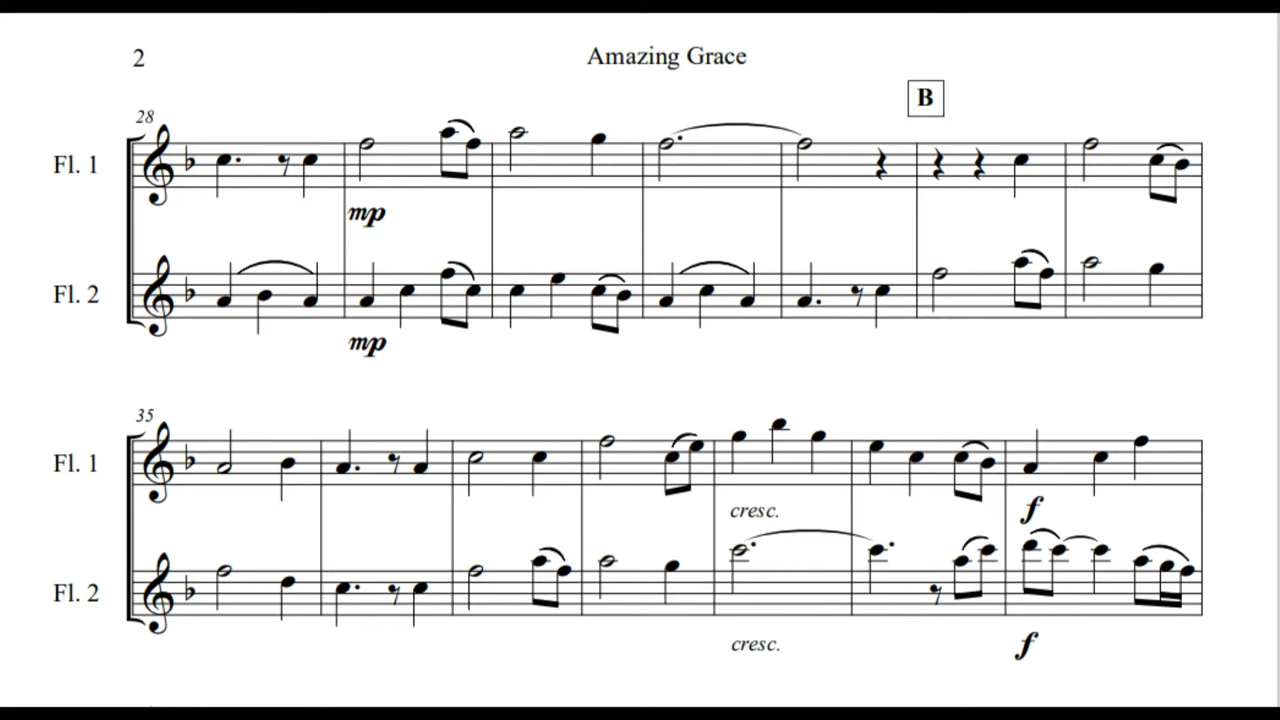 2
Amazing Grace
B
28
Fl. 1
mp
Fl. 2
mp
35
Fl. 1
cresc.
f
Fl. 2
cresc.
f